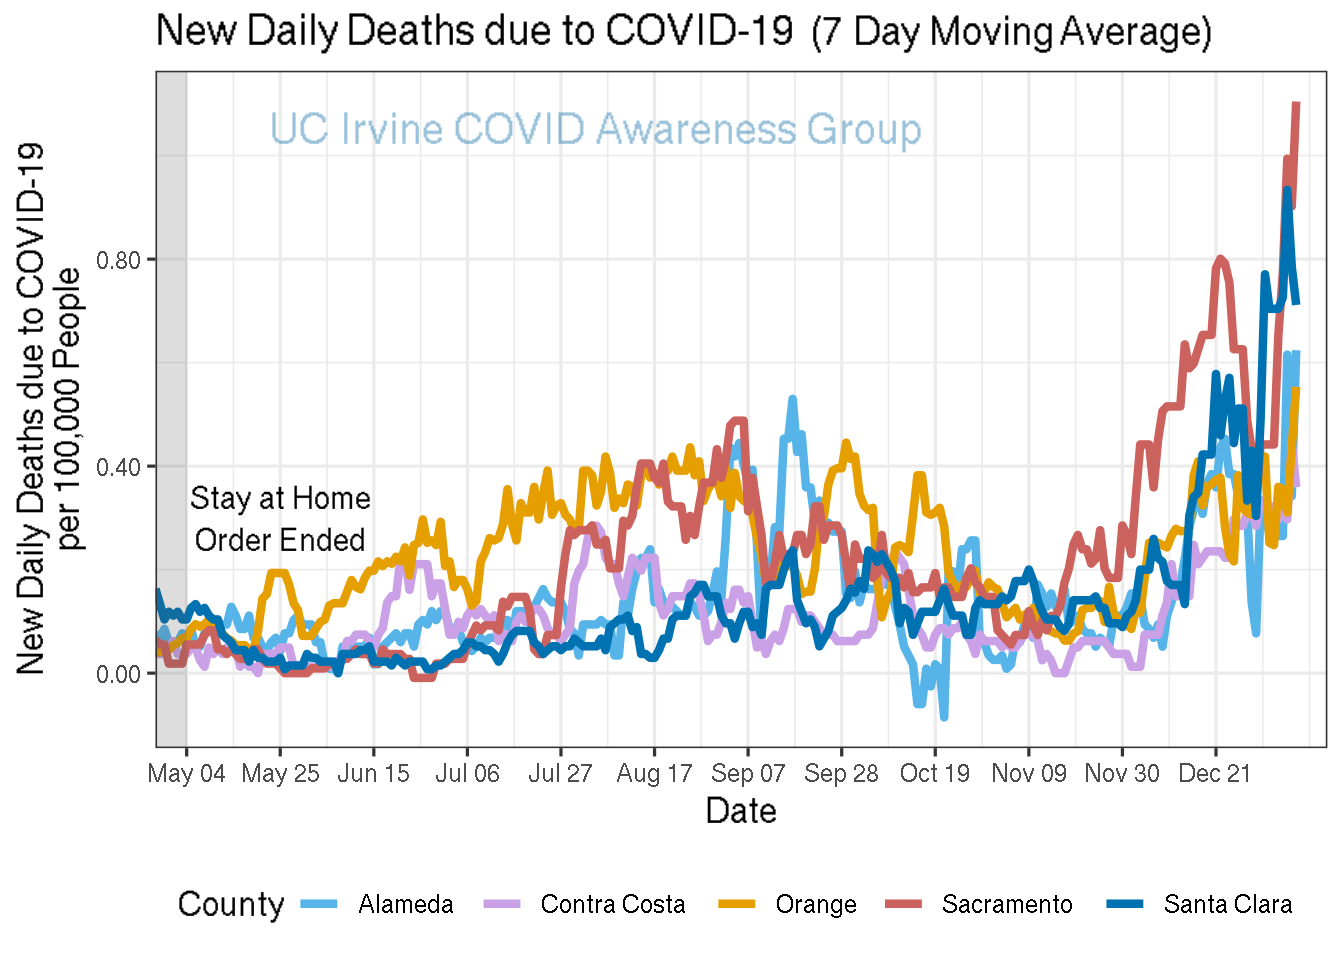 New Daily Deaths due to COVID-19 (7 Day Moving Average)
UC Irvine COVID Awareness Group
New Daily Deaths due to COVID-19
per 100,000 People
0.80
0.40
0.00
Stay at Home
Order Ended
May 04 May 25 Jun 15 Jul 06 Jul 27 Aug 17 Sep 07 Sep 28 Oct 19 Nov 09 Nov 30 Dec 21
Date
County Alameda Contra Costa Orange Sacramento Santa Clara